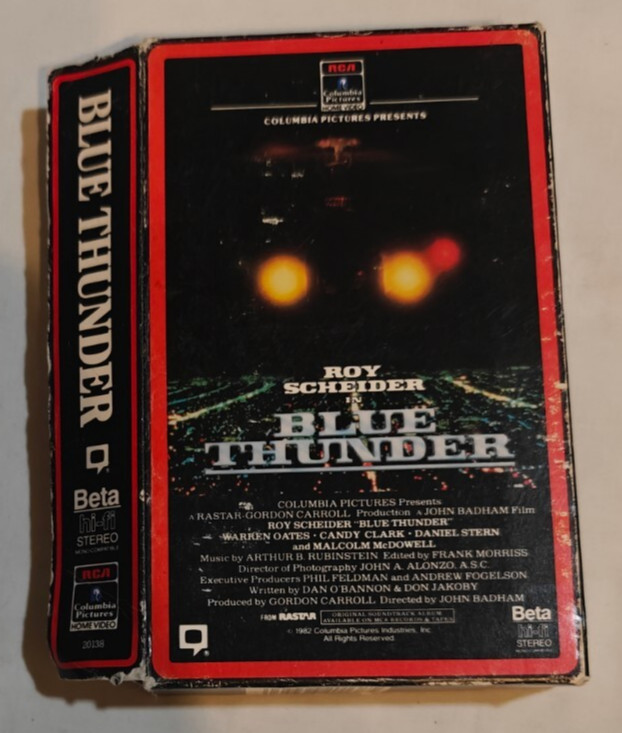 BLUE THUNDER
Beta
hi-fi
STEREO
RCA
Columbia
Pictures
HOME VIDEO
20138
RCA
Columbia
Pictures
HOME VIDEO
COLUMBIA PICTURES PRESENTS
ROY
SCHEIDER
IN
BLUE
THUNDER
COLUMBIA PICTURES Presents
A RASTAR-GORDON CARROLL Production A JOHN BADHAM Film
ROY SCHEIDER "BLUE THUNDER"
WARREN OATES · CANDY CLARK · DANIEL STERN
and MALCOLM McDOWELL
Music by ARTHUR B. RUBINSTEIN Edited by FRANK MORRISS
Director of Photography JOHN A. ALONZO, A.S.C.
Executive Producers PHIL FELDMAN and ANDREW FOGELSON
Written by DAN O'BANNON & DON JAKOBY
Produced by GORDON CARROLL Directed by JOHN BADHAM
FROM RASTAR
ORIGINAL SOUNDTRACK ALBUM
AVAILABLE ON MCA RECORDS & TAPES
© 1982 Columbia Pictures Industries, Inc.
All Rights Reserved.
Beta
hi-fi
STEREO